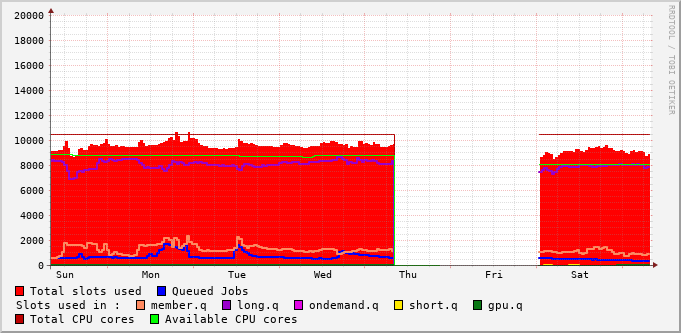 20000
18000
16000
14000
12000
10000
8000
6000
4000
2000
0
Sun Mon Tue Wed Thu Fri Sat
RRDTOOL / TOBI OETIKER
Total slots used Queued Jobs
Slots used in : member.q long.q ondemand.q short.q gpu.q
Total CPU cores Available CPU cores